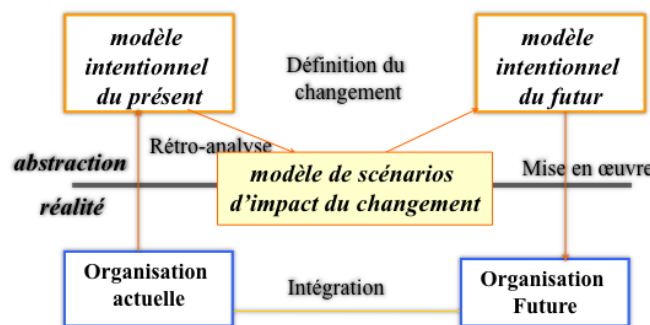 modèle
intentionnel
du présent
Définition du
changement
modèle
intentionnel
du futur
Rétro-analyse
abstraction
modèle de scénarios
d'impact du changement
Mise en œuvre
réalité
Organisation
actuelle
Intégration
Organisation
Future